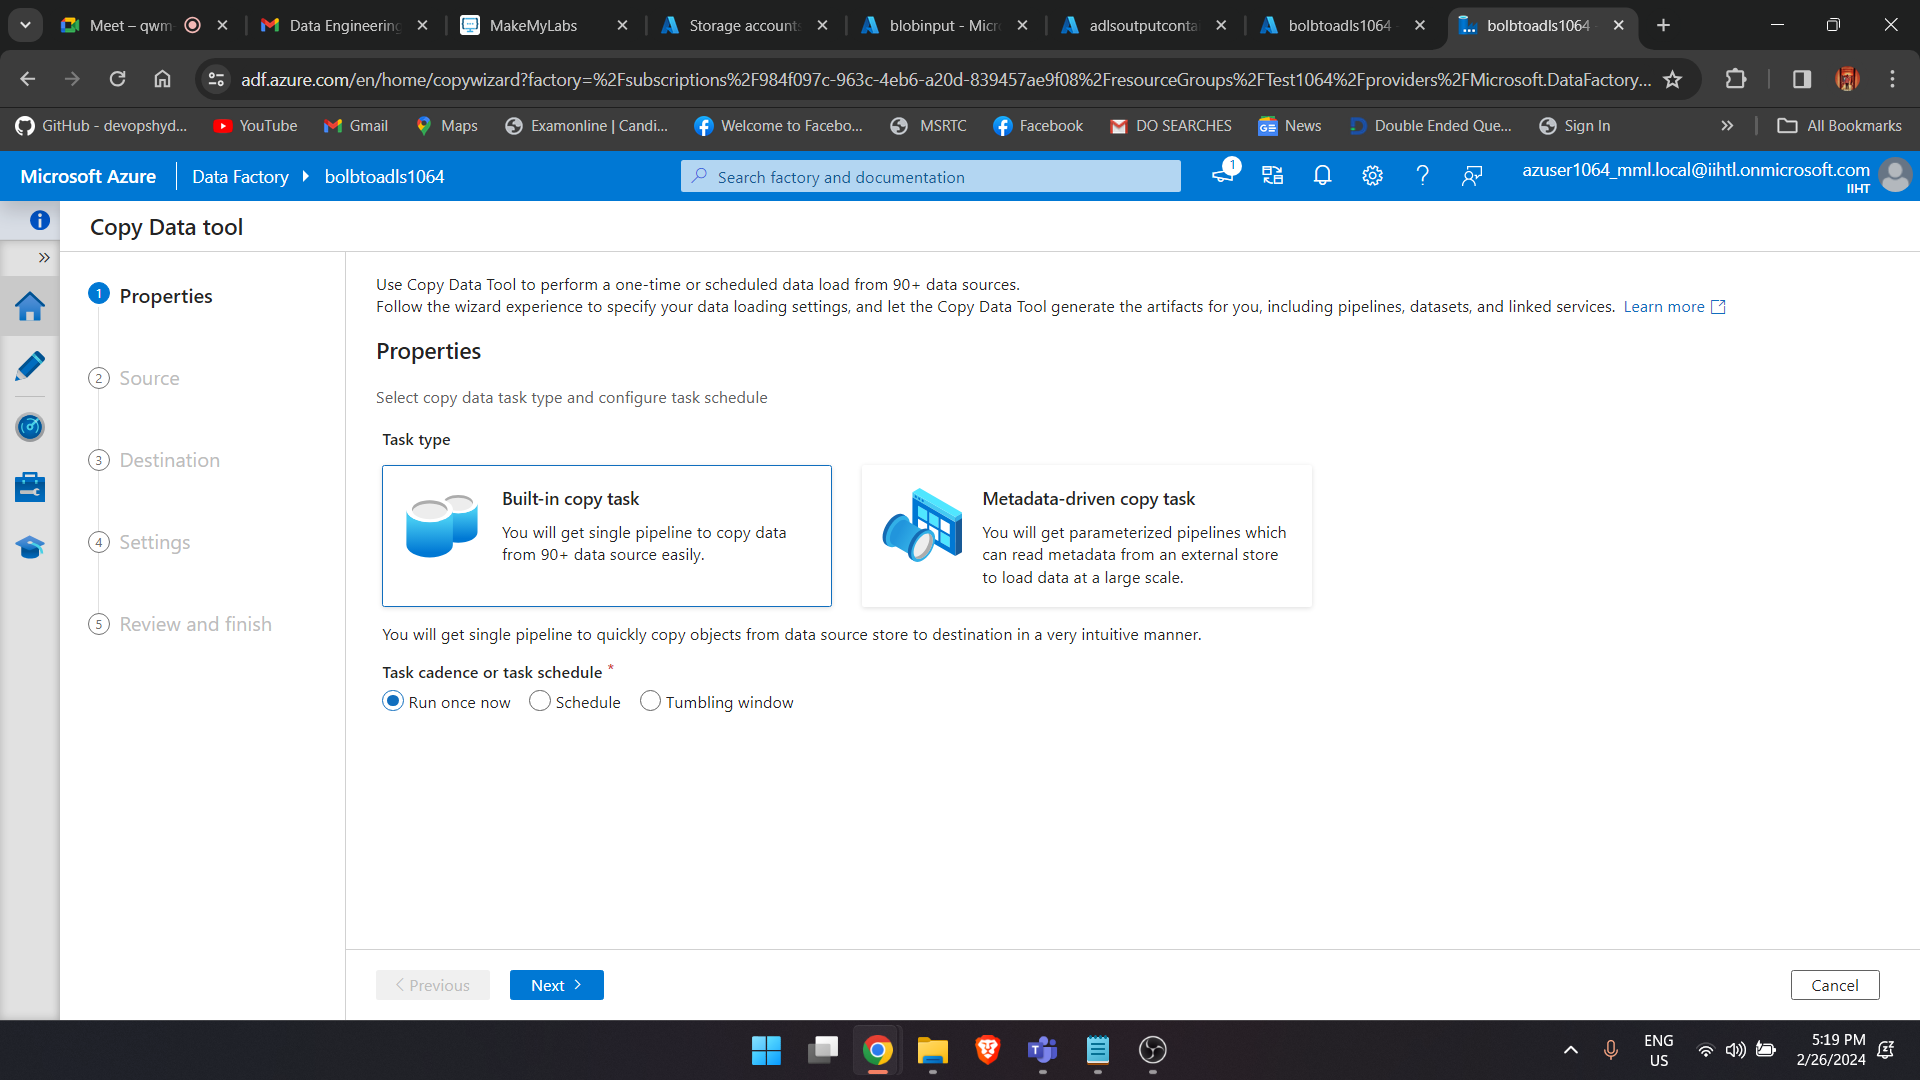 Meet – qwm
Data Engineering
MakeMyLabs
Storage accounts
blobinput - Micr
adlsoutputconta
bolbtoadls1064
bolbtoadls1064
adf.azure.com/en/home/copywizard?factory=%2Fsubscriptions%2F984f097c-963c-4eb6-a20d-839457ae9f08%2FresourceGroups%2FTest1064%2Fproviders%2FMicrosoft.DataFactory...
GitHub - devopshyd...
YouTube
Gmail
Maps
Examonline | Candi...
Welcome to Facebo...
MSRTC
Facebook
DO SEARCHES
News
Double Ended Que...
Sign In
All Bookmarks
Microsoft Azure
Data Factory
bolbtoadls1064
Search factory and documentation
1
azuser1064_mml.local@iihtl.onmicrosoft.com
IIHT
Copy Data tool
1 Properties
2 Source
3 Destination
4 Settings
5 Review and finish
Use Copy Data Tool to perform a one-time or scheduled data load from 90+ data sources.
Follow the wizard experience to specify your data loading settings, and let the Copy Data Tool generate the artifacts for you, including pipelines, datasets, and linked services. Learn more
Properties
Select copy data task type and configure task schedule
Task type
Built-in copy task
You will get single pipeline to copy data
from 90+ data source easily.
Metadata-driven copy task
You will get parameterized pipelines which
can read metadata from an external store
to load data at a large scale.
You will get single pipeline to quickly copy objects from data source store to destination in a very intuitive manner.
Task cadence or task schedule *
Run once now
Schedule
Tumbling window
Previous
Next
Cancel
ENG
US
5:19 PM
2/26/2024